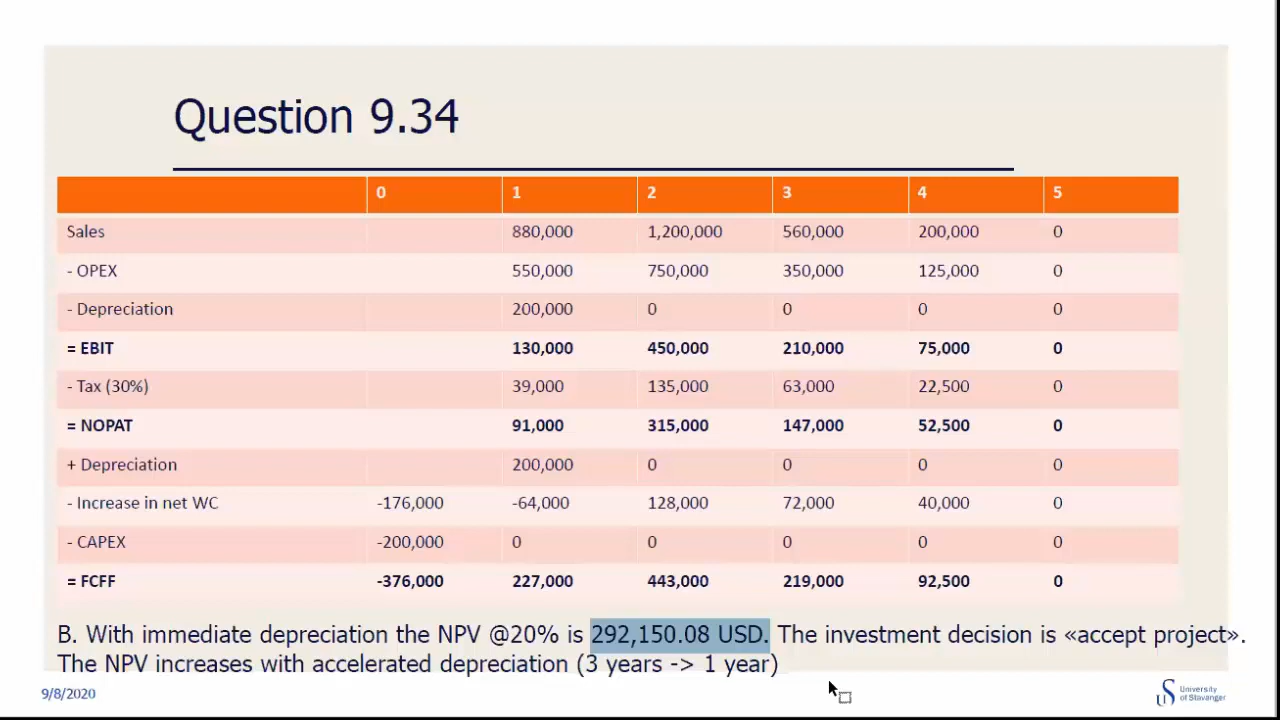 Question 9.34
0 1 2 3 4 5
Sales 880,000 1,200,000 560,000 200,000 0
- OPEX 550,000 750,000 350,000 125,000 0
- Depreciation 200,000 0 0 0 0
= EBIT 130,000 450,000 210,000 75,000 0
- Tax (30%) 39,000 135,000 63,000 22,500 0
= NOPAT 91,000 315,000 147,000 52,500 0
+ Depreciation 200,000 0 0 0 0
- Increase in net WC -176,000 -64,000 128,000 72,000 40,000 0
- CAPEX -200,000 0 0 0 0 0
= FCFF -376,000 227,000 443,000 219,000 92,500 0
B. With immediate depreciation the NPV @20% is 292,150.08 USD. The investment decision is «accept project».
The NPV increases with accelerated depreciation (3 years -> 1 year)
9/8/2020
University
of Stavanger